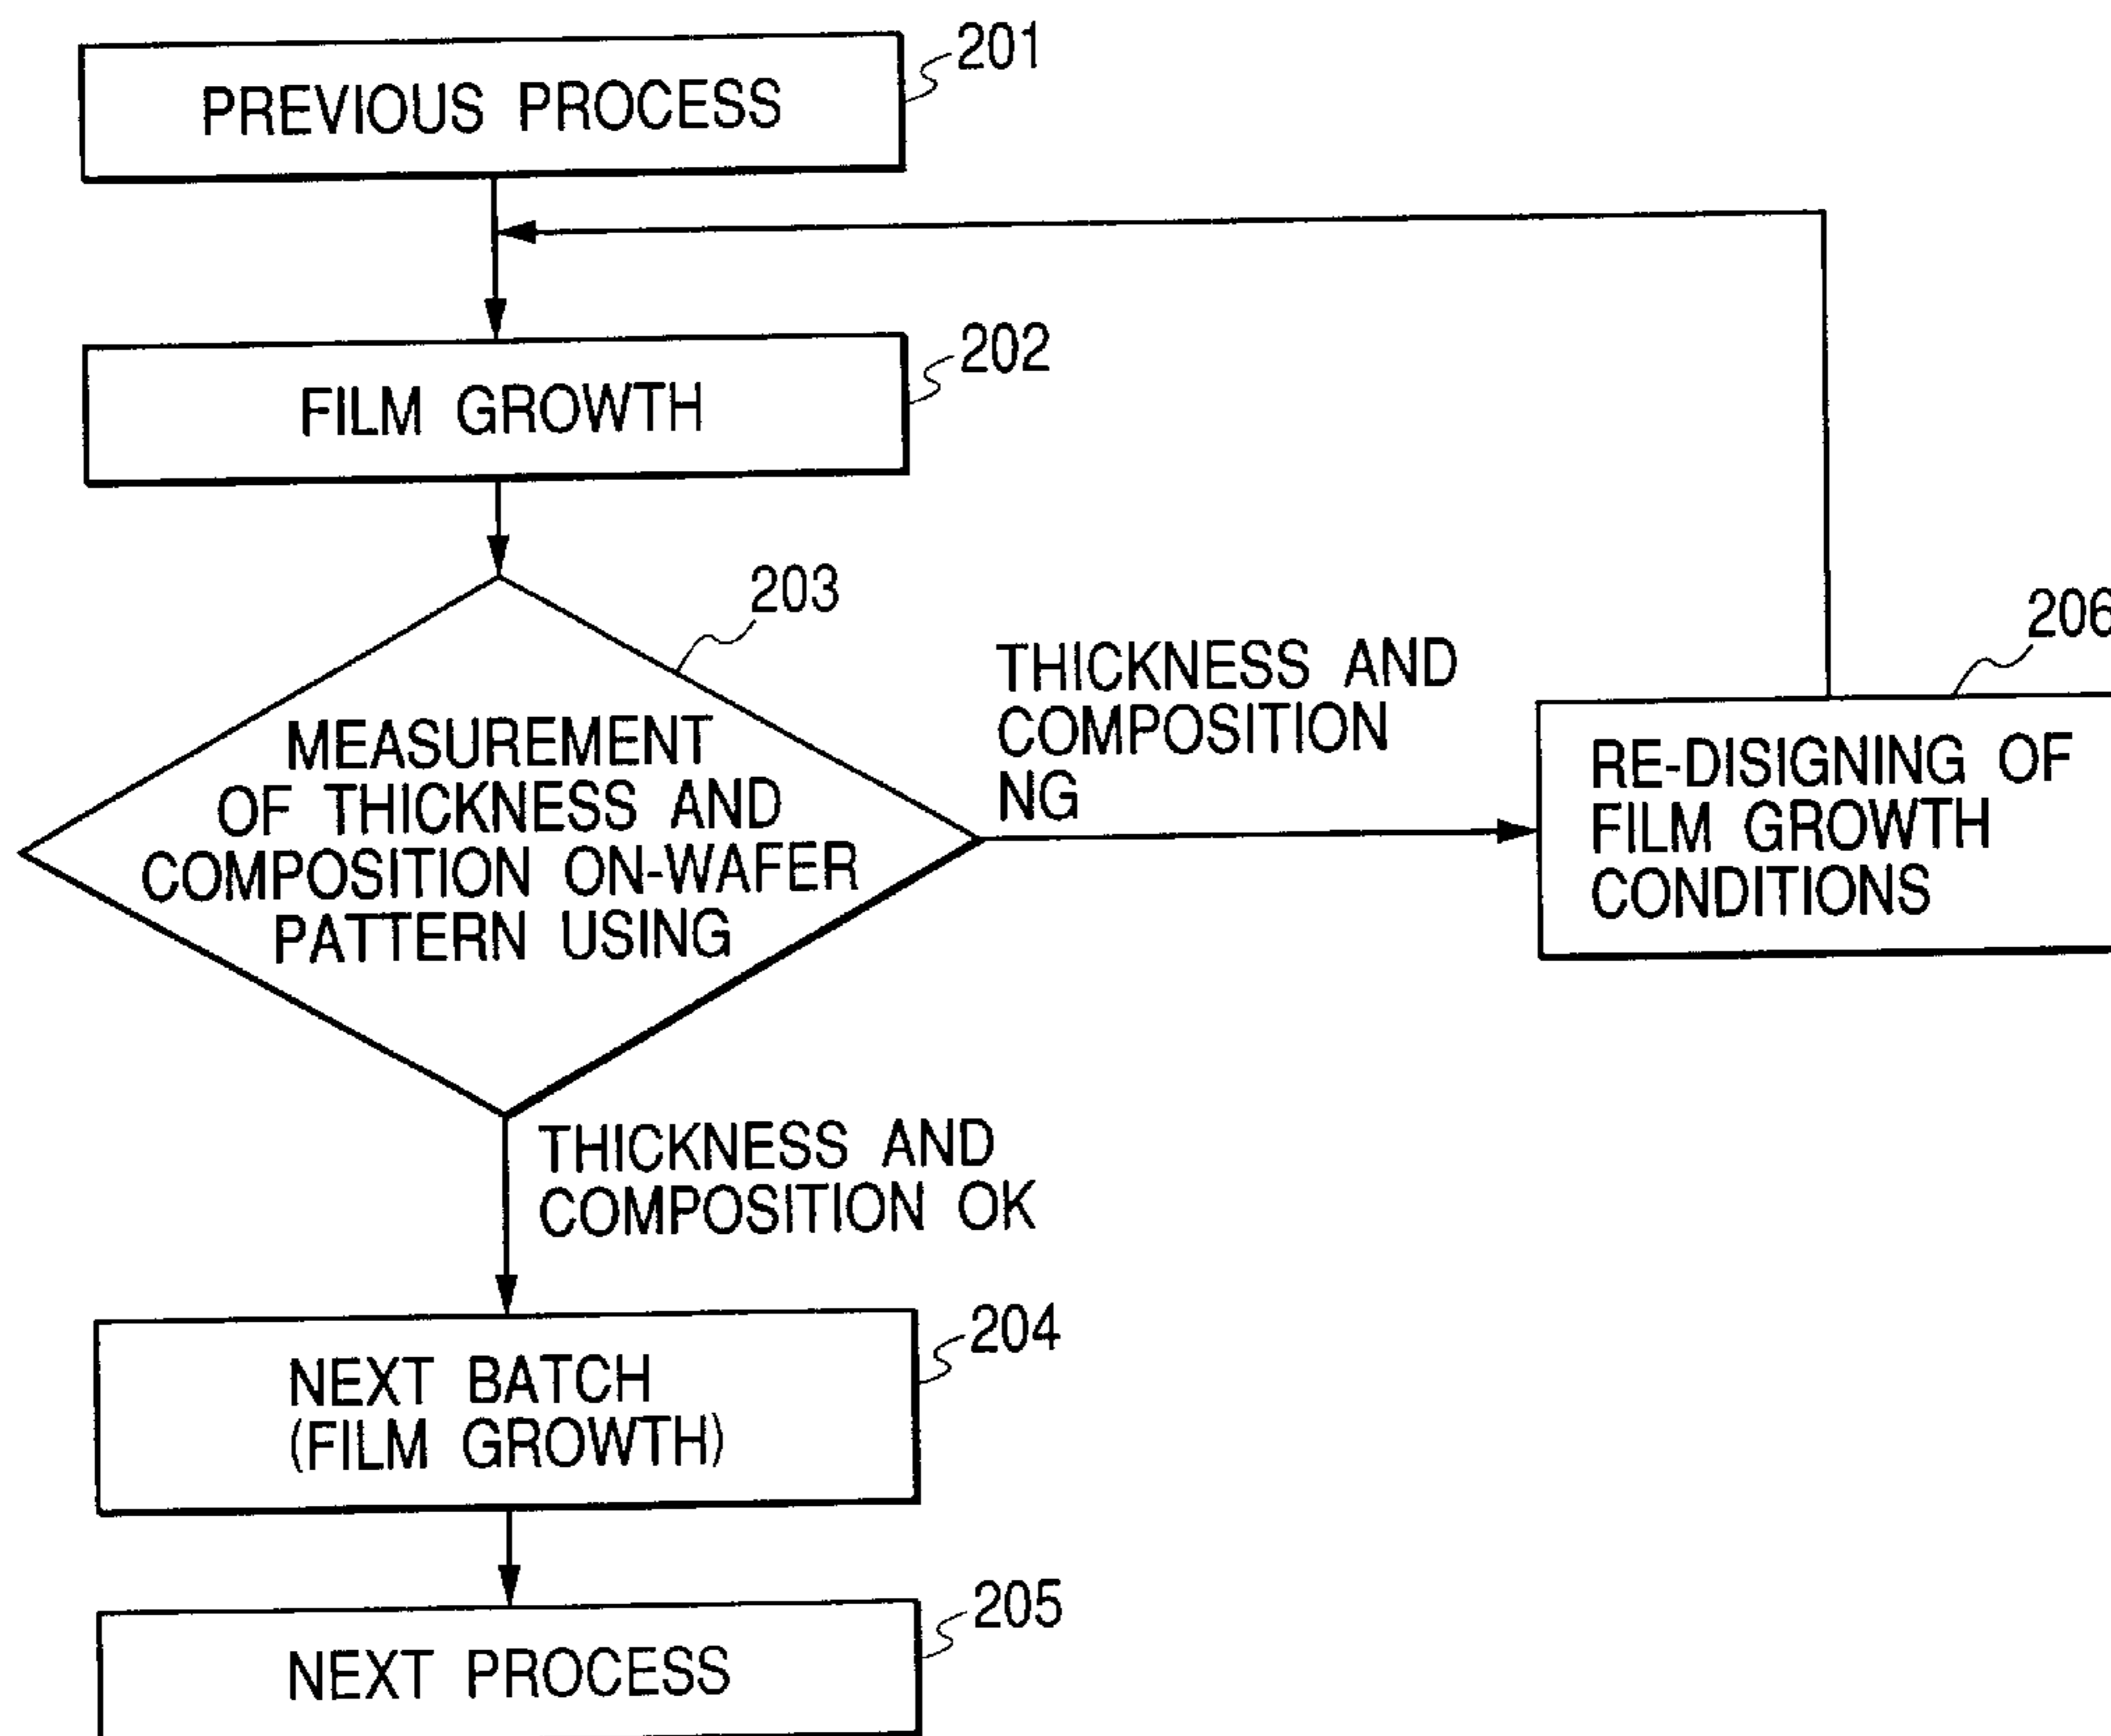 201
PREVIOUS PROCESS
202
FILM GROWTH
203
MEASUREMENT
OF THICKNESS AND
COMPOSITION ON-WAFER
PATTERN USING
THICKNESS AND
COMPOSITION
NG
206
RE-DISIGNING OF
FILM GROWTH
CONDITIONS
THICKNESS AND
COMPOSITION OK
204
NEXT BATCH
(FILM GROWTH)
205
NEXT PROCESS